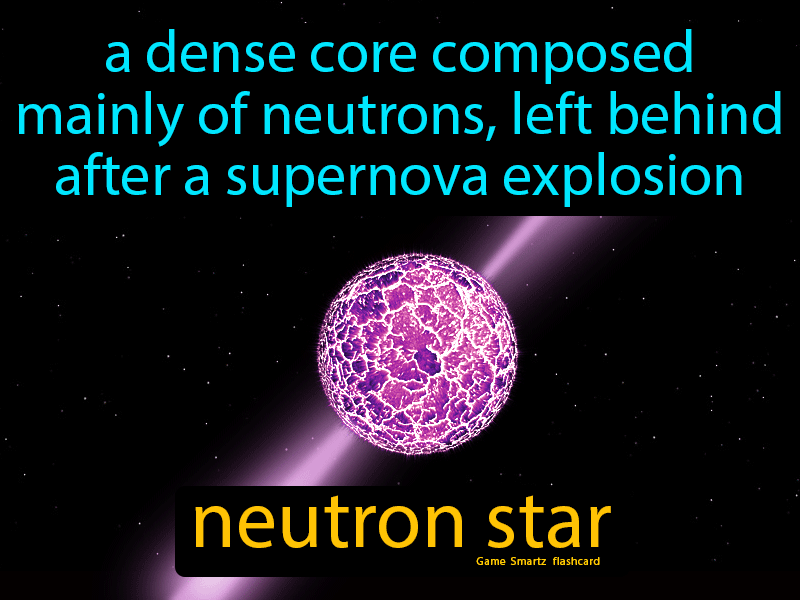 a dense core composed
mainly of neutrons, left behind
after a supernova explosion
neutron star
Game Smartz flashcard